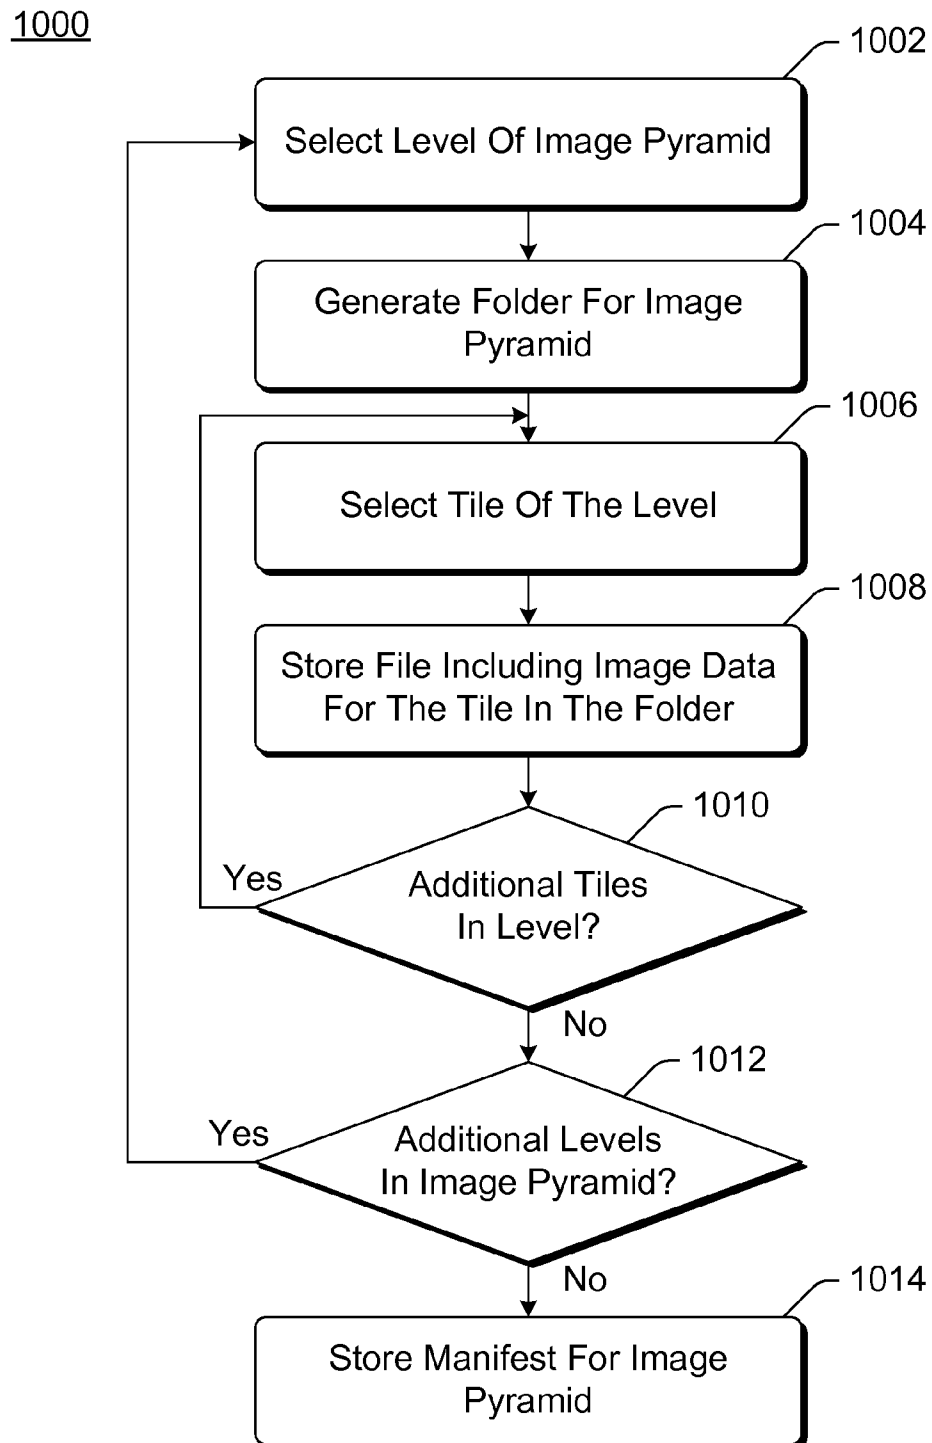 1000
1002
Select Level Of Image Pyramid
1004
Generate Folder For Image
Pyramid
1006
Select Tile Of The Level
1008
Store File Including Image Data
For The Tile In The Folder
1010
Yes
Additional Tiles
In Level?
No
1012
Yes
Additional Levels
In Image Pyramid?
No
1014
Store Manifest For Image
Pyramid